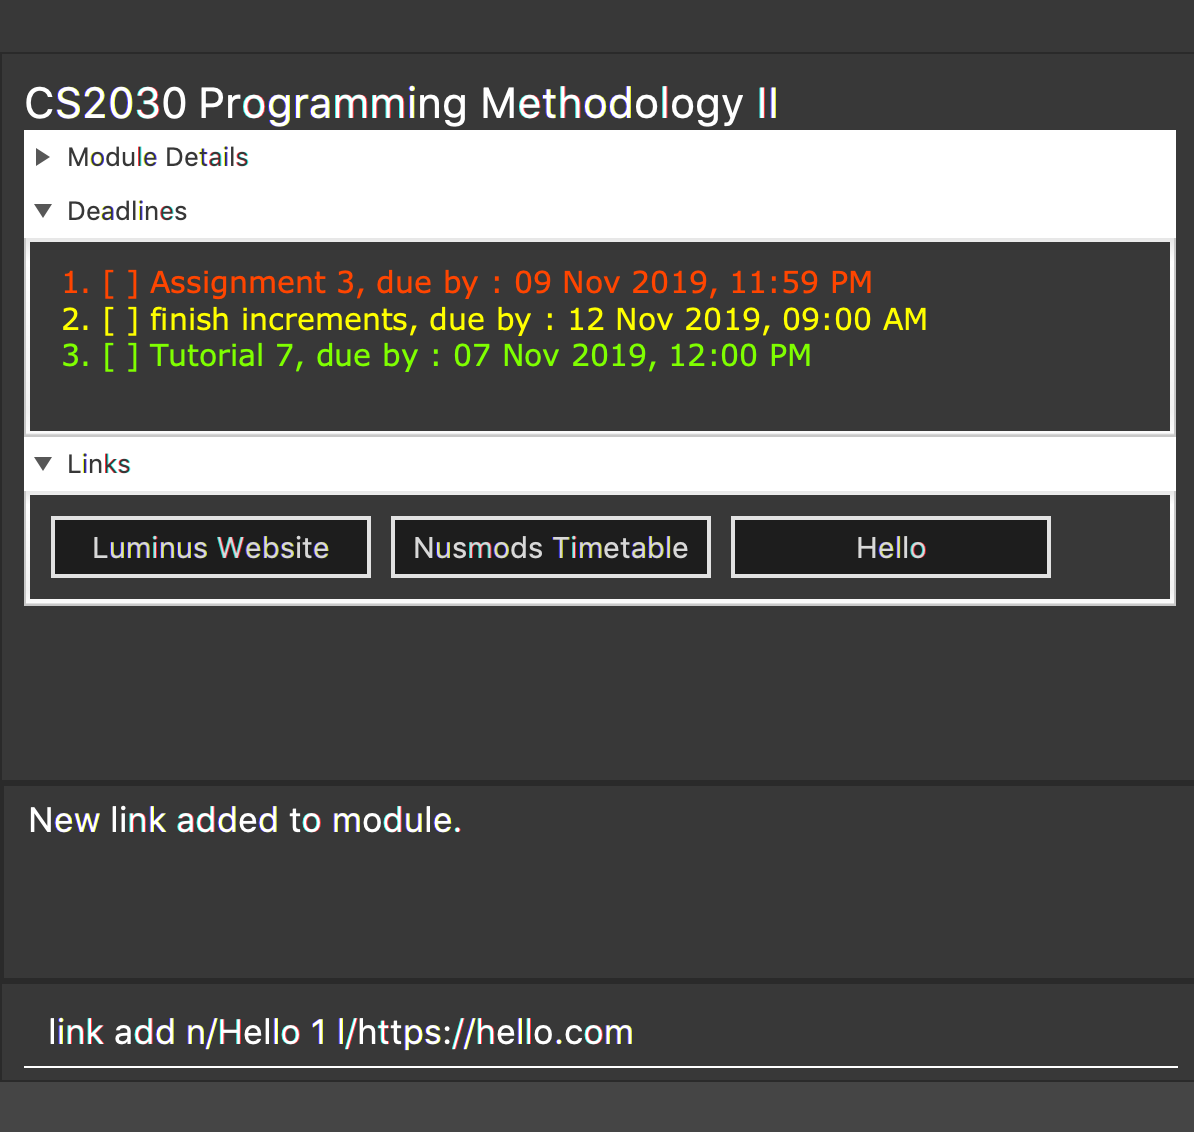 CS2030 Programming Methodology II
Module Details
Deadlines
1. [ ] Assignment 3, due by : 09 Nov 2019, 11:59 PM
2. [ ] finish increments, due by : 12 Nov 2019, 09:00 AM
3. [ ] Tutorial 7, due by : 07 Nov 2019, 12:00 PM
Links
Luminus Website Nusmods Timetable Hello
New link added to module.
link add n/Hello 1 l/https://hello.com